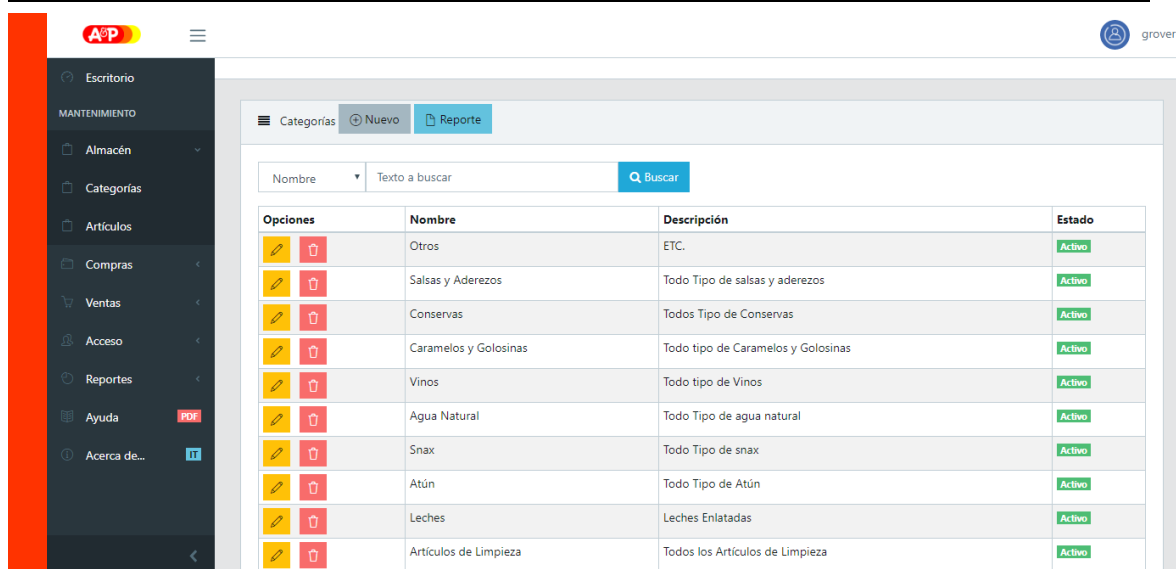 A&P
grover
Escritorio
MANTENIMIENTO
Almacén
Categorías
Artículos
Compras
Ventas
Acceso
Reportes
Ayuda PDF
Acerca de... IT
Categorías Nuevo Reporte
Nombre Texto a buscar Buscar
Opciones Nombre Descripción Estado
Otros ETC. Activo
Salsas y Aderezos Todo Tipo de salsas y aderezos Activo
Conservas Todos Tipo de Conservas Activo
Caramelos y Golosinas Todo tipo de Caramelos y Golosinas Activo
Vinos Todo tipo de Vinos Activo
Agua Natural Todo Tipo de agua natural Activo
Snax Todo Tipo de snax Activo
Atún Todo Tipo de Atún Activo
Leches Leches Enlatadas Activo
Artículos de Limpieza Todos los Artículos de Limpieza Activo